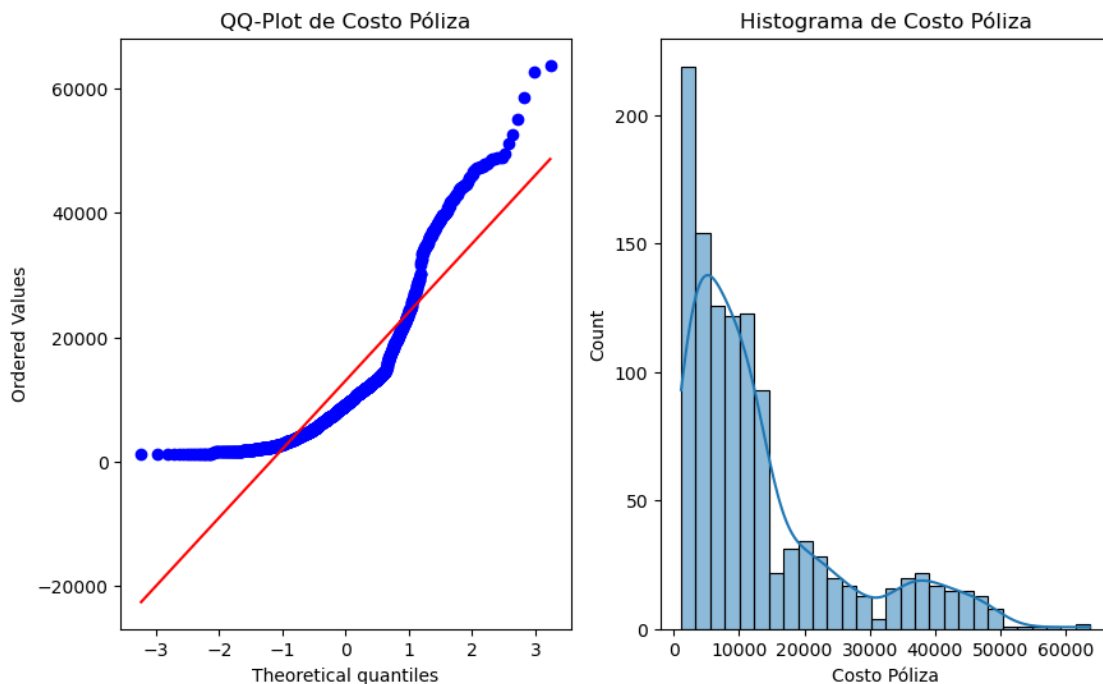 QQ-Plot de Costo Póliza
60000
40000
20000
0
−20000
Ordered Values
−3 −2 −1 0 1 2 3
Theoretical quantiles
Histograma de Costo Póliza
200
150
100
50
0
Count
0 10000 20000 30000 40000 50000 60000
Costo Póliza